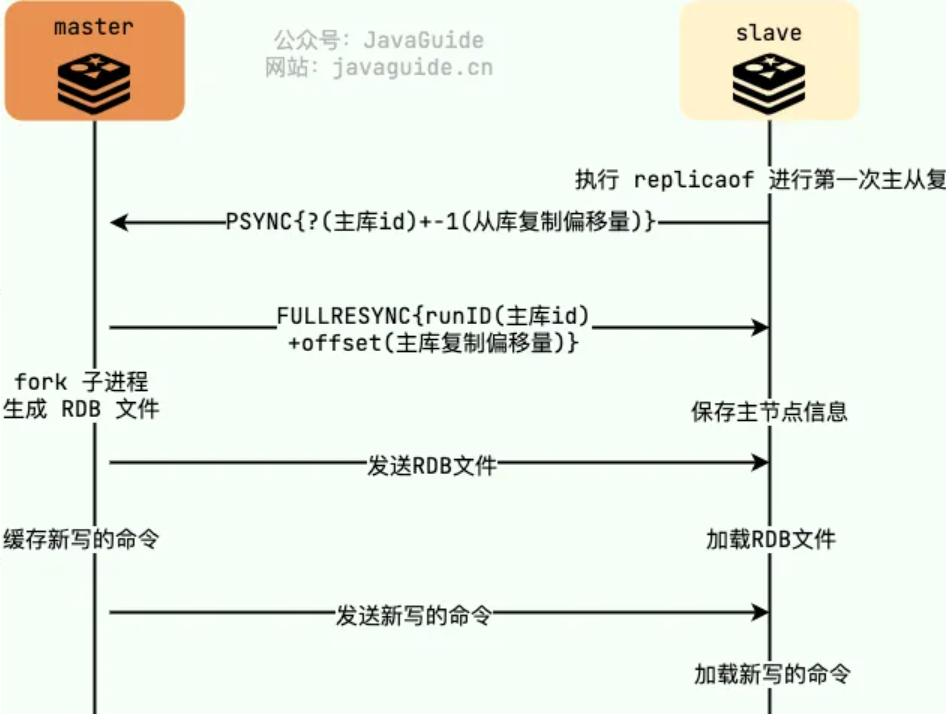 master
公众号：JavaGuide
网站：javaguide.cn
slave
执行 replicaof 进行第一次主从复
PSYNC{?(主库id)+-1(从库复制偏移量)}
FULLRESYNC{runID(主库id)
+offset(主库复制偏移量)}
fork 子进程
生成 RDB 文件
保存主节点信息
发送RDB文件
缓存新写的命令
加载RDB文件
发送新写的命令
加载新写的命令